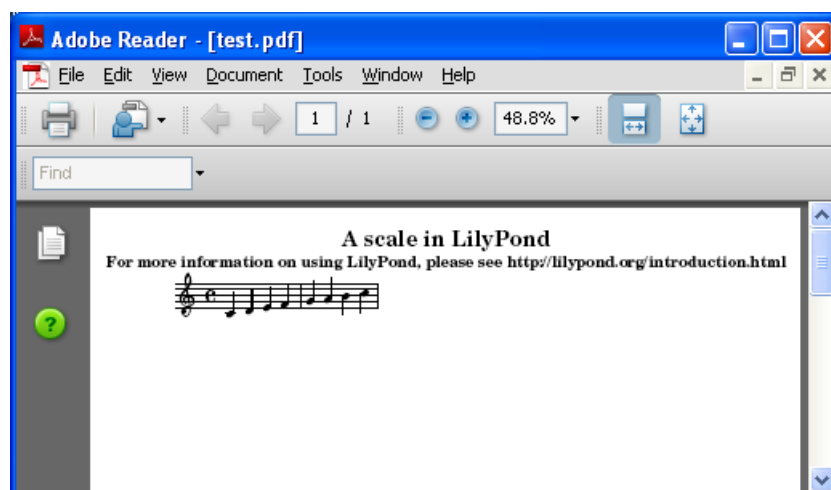 Adobe Reader - [test.pdf]
File Edit View Document Tools Window Help
1 / 1 48.8%
Find
A scale in LilyPond
For more information on using LilyPond, please see http://lilypond.org/introduction.html